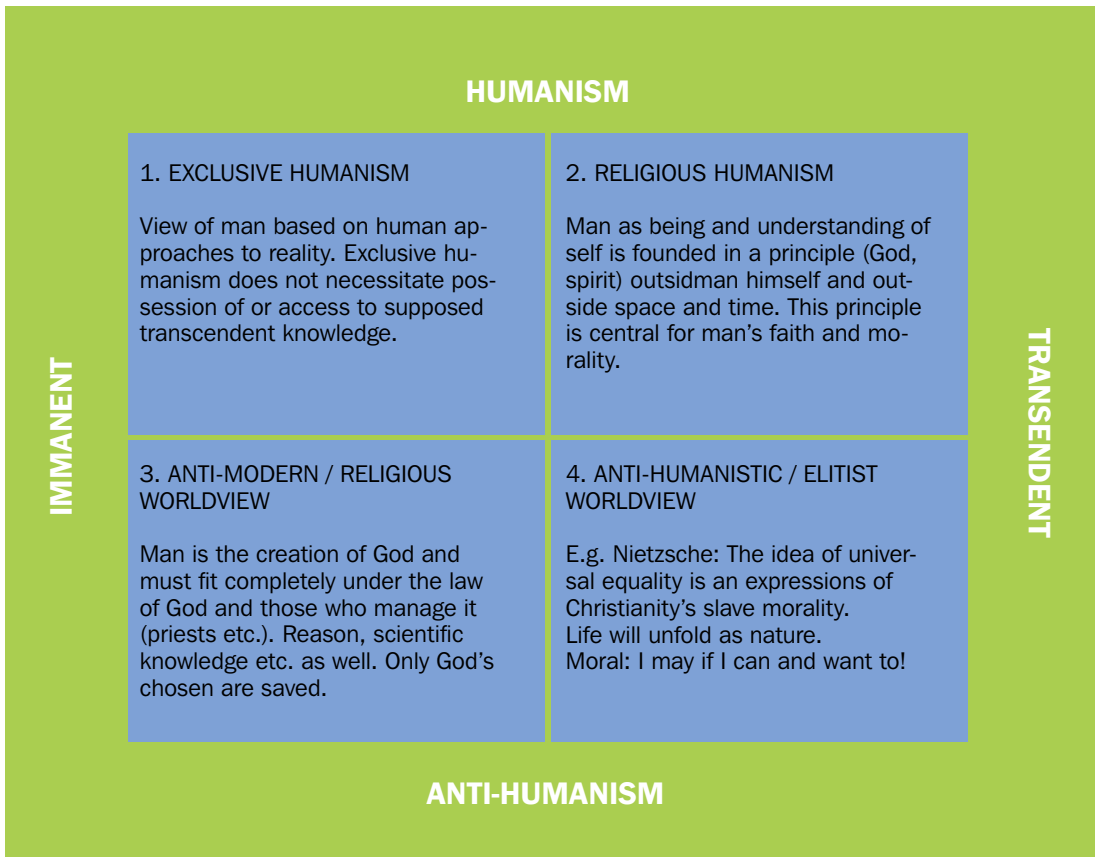 HUMANISM
1. EXCLUSIVE HUMANISM
View of man based on human ap-
proaches to reality. Exclusive hu-
manism does not necessitate pos-
session of or access to supposed
transcendent knowledge.
2. RELIGIOUS HUMANISM
Man as being and understanding of
self is founded in a principle (God,
spirit) outsidman himself and out-
side space and time. This principle
is central for man’s faith and mo-
rality.
IMMANENT
TRANSENDENT
3. ANTI-MODERN / RELIGIOUS
WORLDVIEW
Man is the creation of God and
must fit completely under the law
of God and those who manage it
(priests etc.). Reason, scientific
knowledge etc. as well. Only God’s
chosen are saved.
4. ANTI-HUMANISTIC / ELITIST
WORLDVIEW
E.g. Nietzsche: The idea of univer-
sal equality is an expressions of
Christianity’s slave morality.
Life will unfold as nature.
Moral: I may if I can and want to!
ANTI-HUMANISM